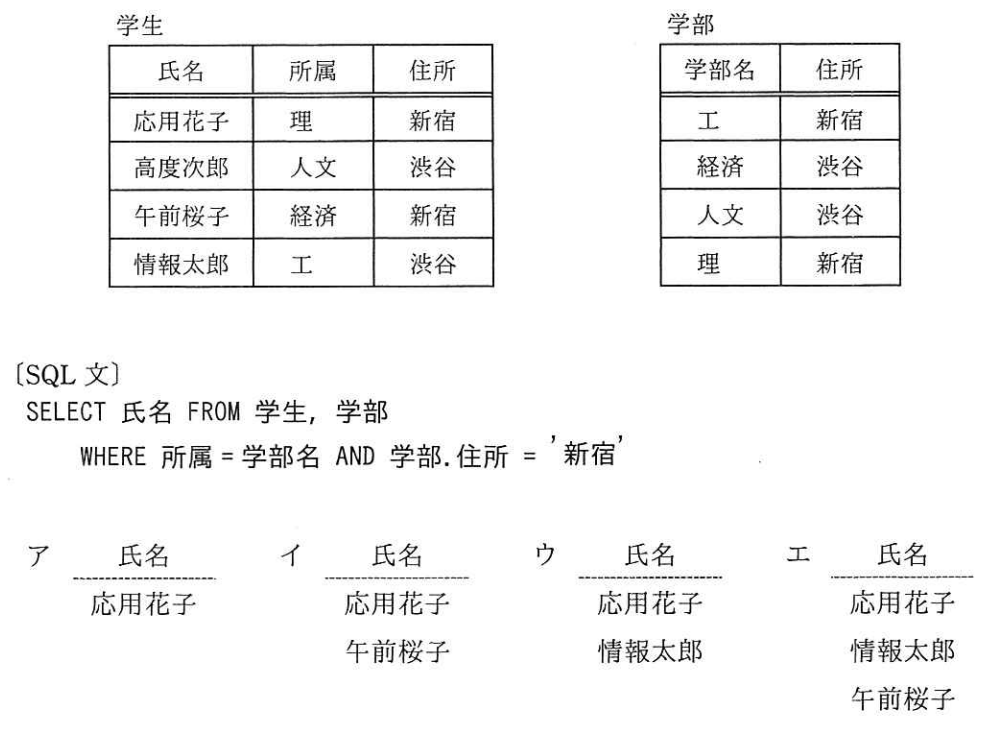 学生
氏名 所属 住所
応用花子 理 新宿
高度次郎 人文 渋谷
午前桜子 経済 新宿
情報太郎 工 渋谷
学部
学部名 住所
工 新宿
経済 渋谷
人文 渋谷
理 新宿
〔SQL 文〕
SELECT 氏名 FROM 学生, 学部
WHERE 所属 = 学部名 AND 学部.住所 = '新宿'
ア 氏名
応用花子
イ 氏名
応用花子
午前桜子
ウ 氏名
応用花子
情報太郎
エ 氏名
応用花子
情報太郎
午前桜子